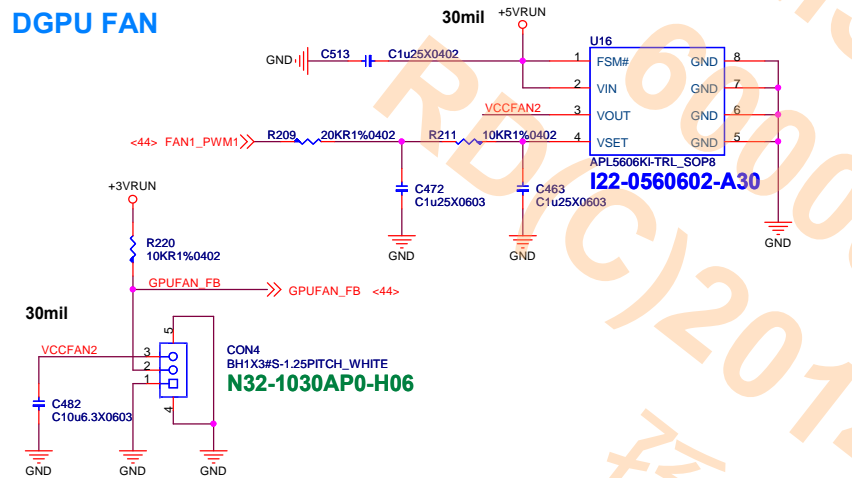 DGPU FAN
30mil
+5VRUN
U16
GND
C513
C1u25X0402
1
FSM#
GND
8
2
VIN
GND
7
VCCFAN2
3
VOUT
GND
6
<44> FAN1_PWM1
R209
20KR1%0402
R211
10KR1%0402
4
VSET
GND
5
APL5606KI-TRL_SOP8
I22-0560602-A30
C472
C1u25X0603
C463
C1u25X0603
GND
GND
GND
+3VRUN
R220
10KR1%0402
GPUFAN_FB
GPUFAN_FB <44>
30mil
VCCFAN2
5
3
2
1
4
CON4
BH1X3#S-1.25PITCH_WHITE
N32-1030AP0-H06
C482
C10u6.3X0603
GND
GND
GND
RD(C)201